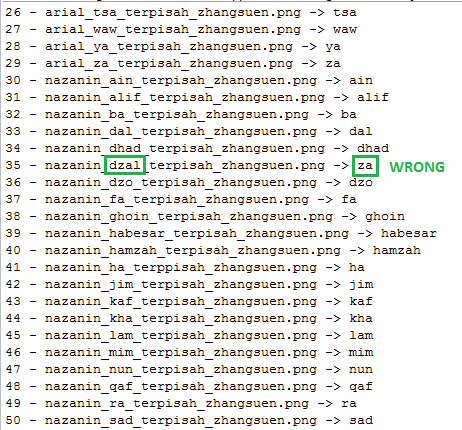 26 - arial_tsa_terpisah_zhangsuen.png -> tsa
27 - arial_waw_terpisah_zhangsuen.png -> waw
28 - arial_ya_terpisah_zhangsuen.png -> ya
29 - arial_za_terpisah_zhangsuen.png -> za
30 - nazanin_ain_terpisah_zhangsuen.png -> ain
31 - nazanin_alif_terpisah_zhangsuen.png -> alif
32 - nazanin_ba_terpisah_zhangsuen.png -> ba
33 - nazanin_dal_terpisah_zhangsuen.png -> dal
34 - nazanin_dhad_terpisah_zhangsuen.png -> dhad
35 - nazanin_dzal_terpisah_zhangsuen.png -> za WRONG
36 - nazanin_dzo_terpisah_zhangsuen.png -> dzo
37 - nazanin_fa_terpisah_zhangsuen.png -> fa
38 - nazanin_ghoin_terpisah_zhangsuen.png -> ghoin
39 - nazanin_habesar_terpisah_zhangsuen.png -> habesar
40 - nazanin_hamzah_terpisah_zhangsuen.png -> hamzah
41 - nazanin_ha_terppisah_zhangsuen.png -> ha
42 - nazanin_jim_terpisah_zhangsuen.png -> jim
43 - nazanin_kaf_terpisah_zhangsuen.png -> kaf
44 - nazanin_kha_terpisah_zhangsuen.png -> kha
45 - nazanin_lam_terpisah_zhangsuen.png -> lam
46 - nazanin_mim_terpisah_zhangsuen.png -> mim
47 - nazanin_nun_terpisah_zhangsuen.png -> nun
48 - nazanin_qaf_terpisah_zhangsuen.png -> qaf
49 - nazanin_ra_terpisah_zhangsuen.png -> ra
50 - nazanin_sad_terpisah_zhangsuen.png -> sad